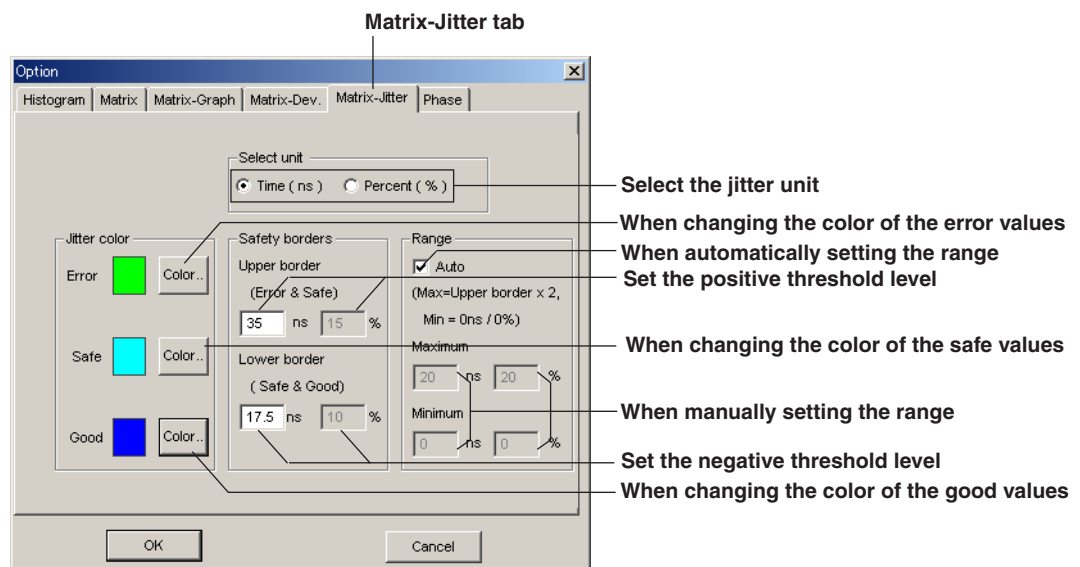 Matrix-Jitter tab
Option
Histogram Matrix Matrix-Graph Matrix-Dev. Matrix-Jitter Phase
Select unit
Time ( ns ) Percent ( % )
Select the jitter unit
When changing the color of the error values
Jitter color
Safety borders
Range
When automatically setting the range
Error Color..
Upper border
Auto
Set the positive threshold level
(Error & Safe)
(Max=Upper border x 2,
35 ns 15 %
Min = 0ns / 0%)
Safe Color..
Lower border
Maximum
When changing the color of the safe values
( Safe & Good)
20 ns 20 %
17.5 ns 10 %
Minimum
When manually setting the range
Good Color..
0 ns 0 %
Set the negative threshold level
When changing the color of the good values
OK Cancel